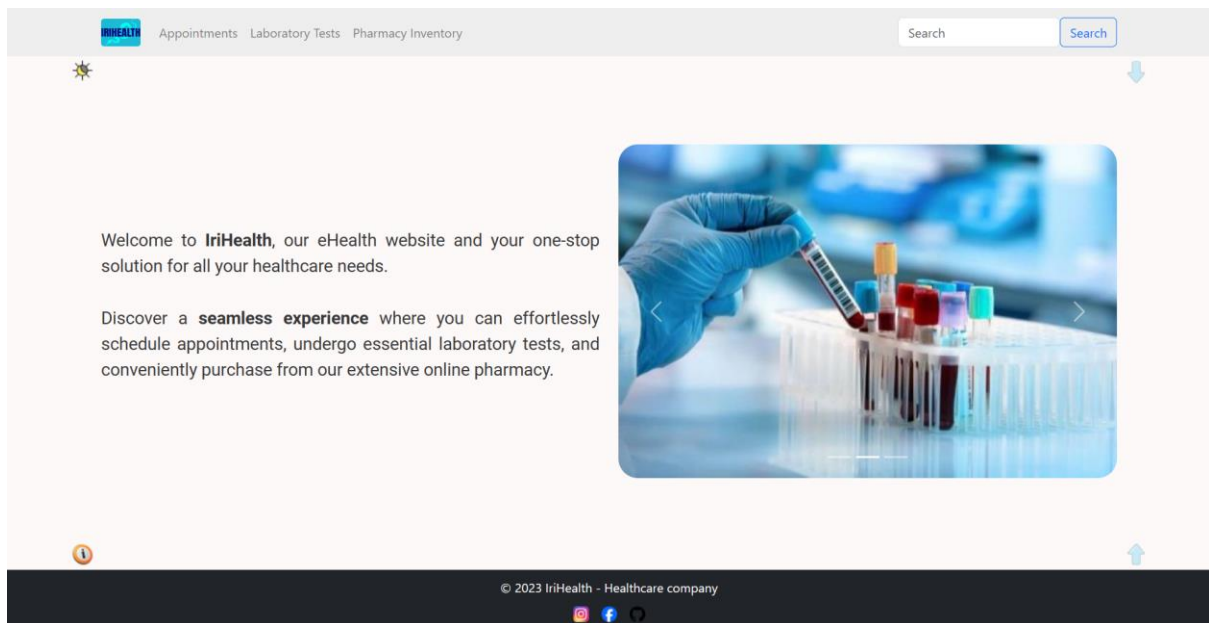 IRIHEALTH
Appointments Laboratory Tests Pharmacy Inventory
Search
Search
Welcome to IriHealth, our eHealth website and your one-stop
solution for all your healthcare needs.
Discover a seamless experience where you can effortlessly
schedule appointments, undergo essential laboratory tests, and
conveniently purchase from our extensive online pharmacy.
© 2023 IriHealth - Healthcare company